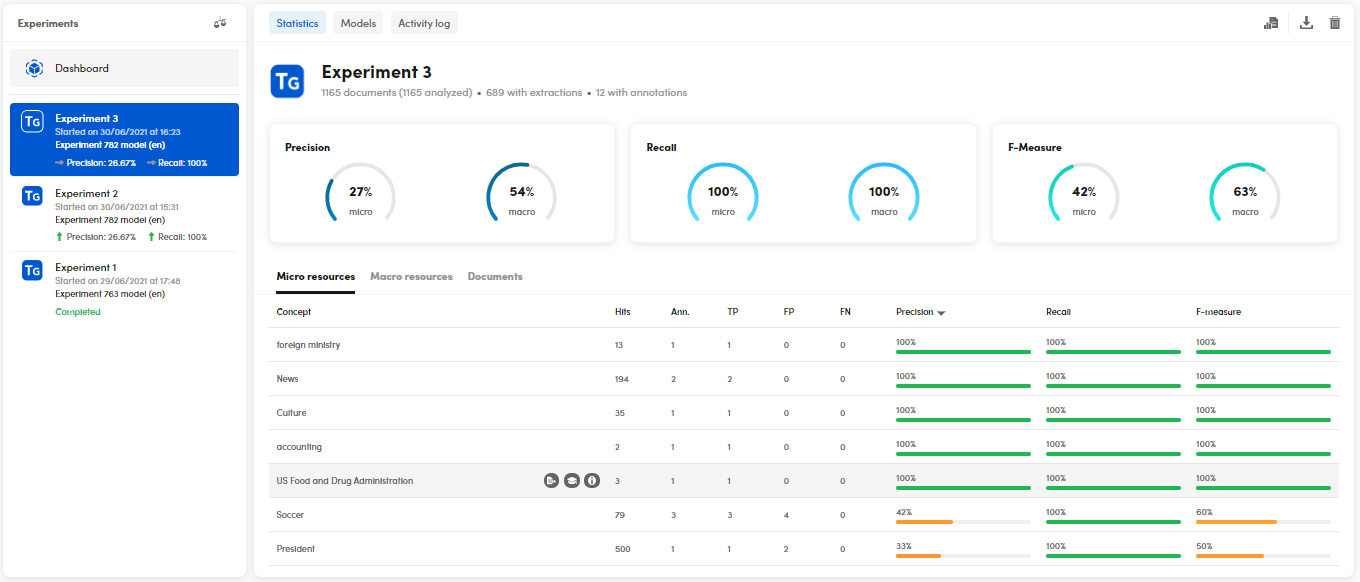 Experiments
Dashboard
TG
Experiment 3
Started on 30/06/2021 at 16:23
Experiment 782 model (en)
Precision: 26.67% Recall: 100%
TG
Experiment 2
Started on 30/06/2021 at 15:31
Experiment 782 model (en)
Precision: 26.67% Recall: 100%
TG
Experiment 1
Started on 29/06/2021 at 17:48
Experiment 763 model (en)
Completed
Statistics Models Activity log
TG
Experiment 3
1165 documents (1165 analyzed) • 689 with extractions • 12 with annotations
Precision
27% 54%
micro macro
Recall
100% 100%
micro macro
F-Measure
42% 63%
micro macro
Micro resources Macro resources Documents
Concept Hits Ann. TP FP FN Precision Recall F-measure
foreign ministry 13 1 1 0 0 100% 100% 100%
News 194 2 2 0 0 100% 100% 100%
Culture 35 1 1 0 0 100% 100% 100%
accounting 2 1 1 0 0 100% 100% 100%
US Food and Drug Administration 3 1 1 0 0 100% 100% 100%
Soccer 79 3 3 4 0 42% 100% 60%
President 500 1 1 2 0 33% 100% 50%